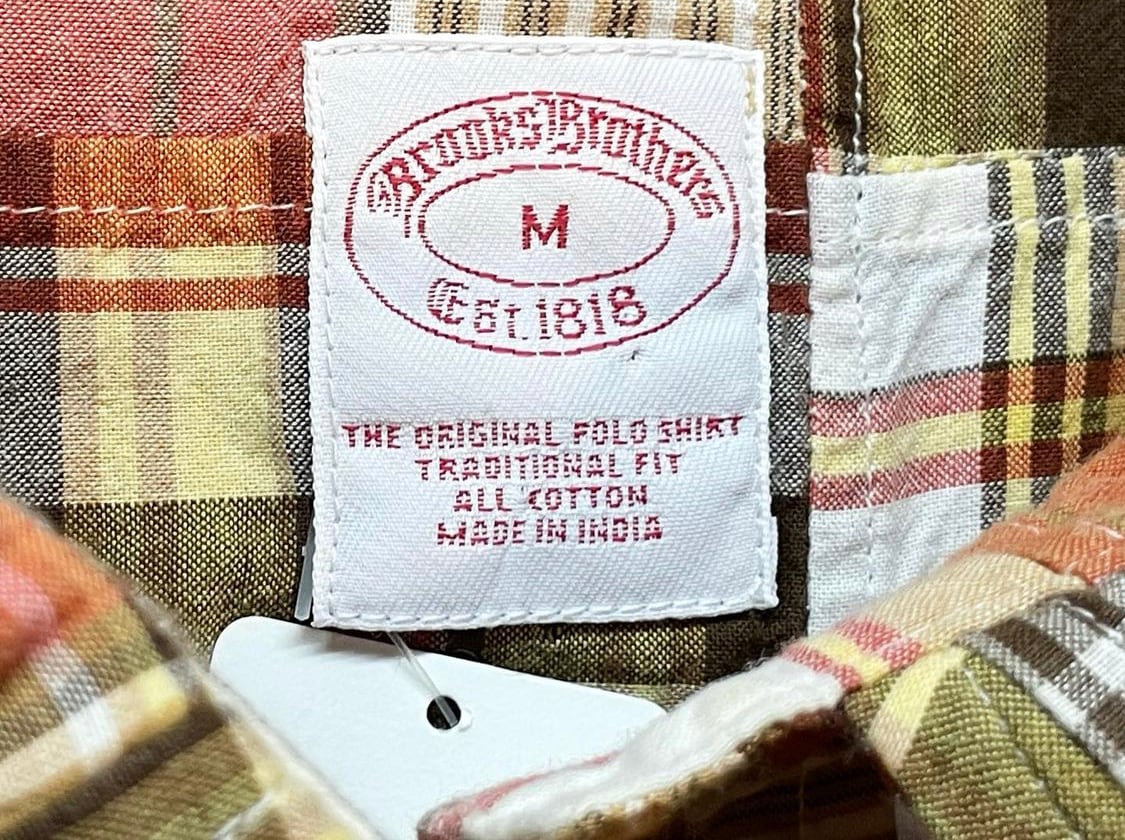 Brooks Brothers
M
Est. 1818
THE ORIGINAL POLO SHIRT
TRADITIONAL FIT
ALL COTTON
MADE IN INDIA